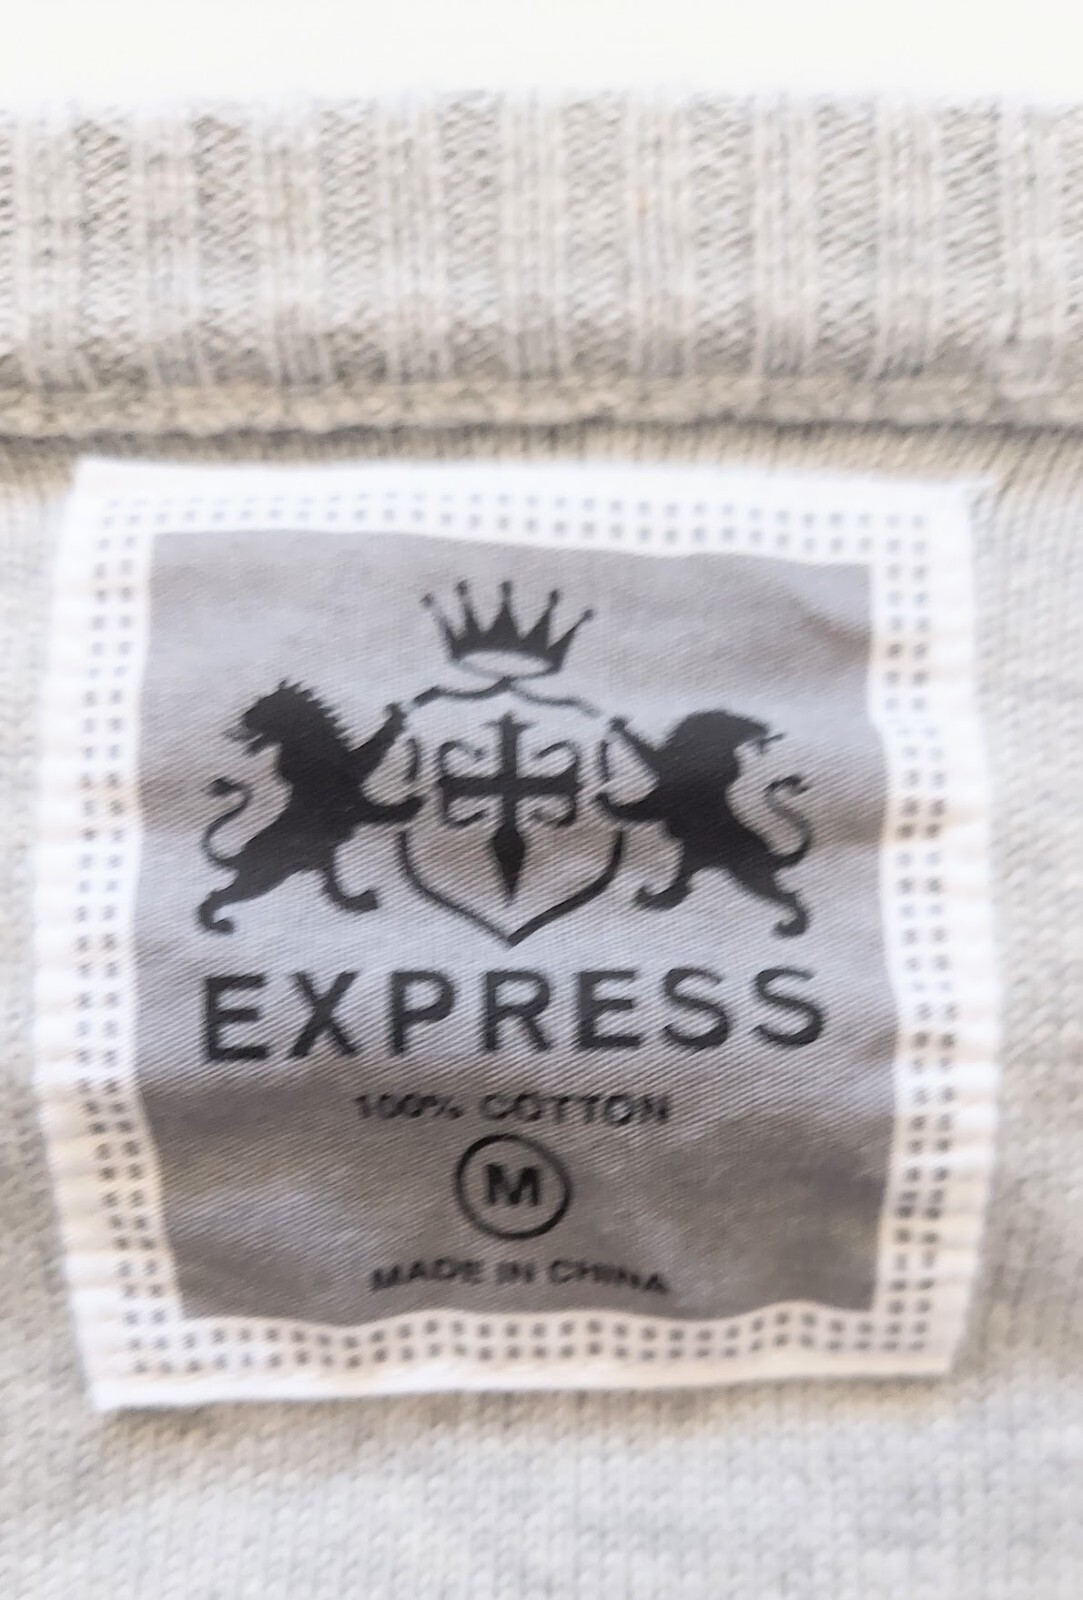 EXPRESS
100% COTTON
M
MADE IN CHINA